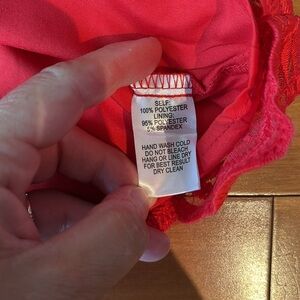 SELF:
100% POLYESTER
LINING:
95% POLYESTER
5% SPANDEX
HAND WASH COLD
DO NOT BLEACH
HANG OR LINE DRY
FOR BEST RESULT
DRY CLEAN